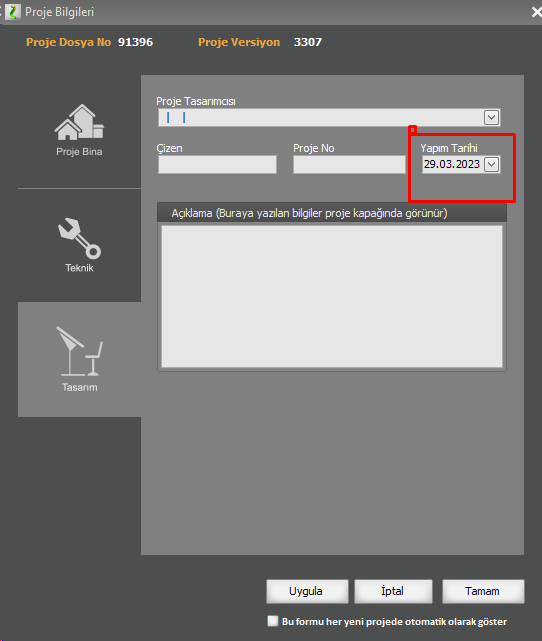 Proje Bilgileri
Proje Dosya No 91396 Proje Versiyon 3307
Proje Bina
Teknik
Tasarım
Proje Tasarımcısı
Çizen Proje No Yapım Tarihi
29.03.2023
Açıklama (Buraya yazılan bilgiler proje kapağında görünür)
Uygula İptal Tamam
Bu formu her yeni projede otomatik olarak göster